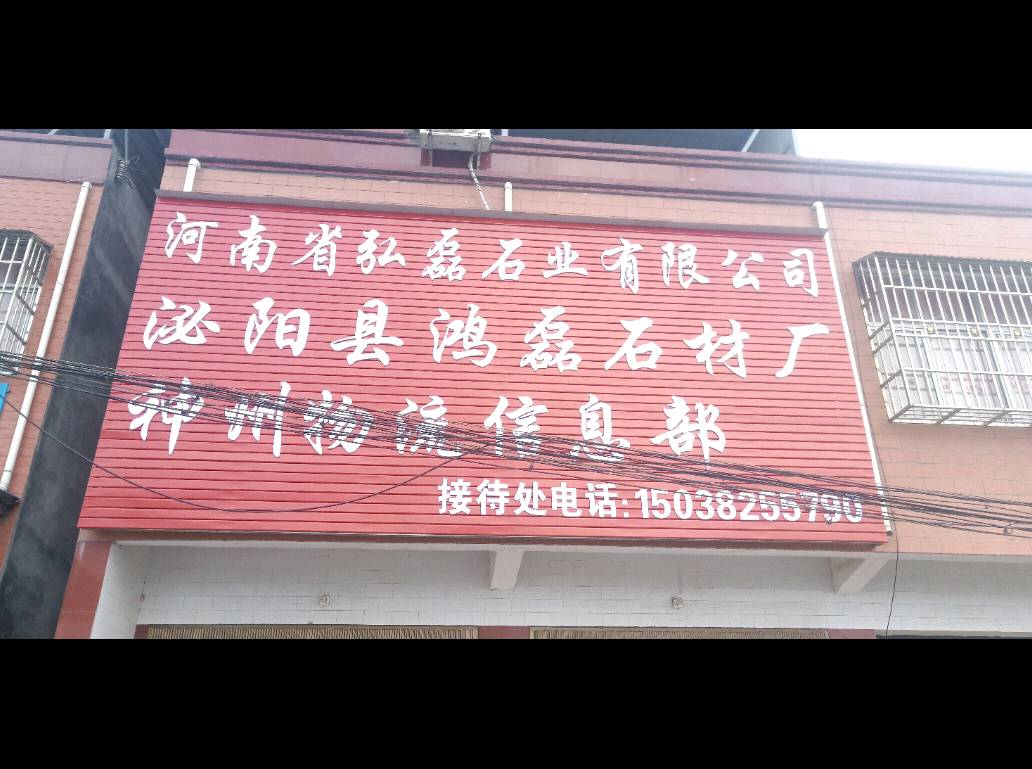 河南省弘磊石业有限公司
泌阳县鸿磊石材厂
神州物流信息部
接待处电话:15038255790